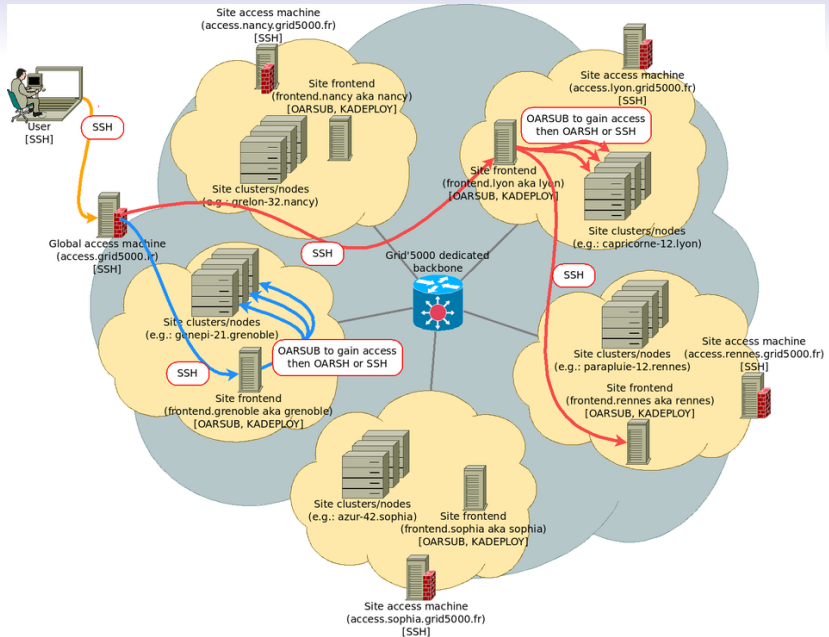 Site access machine
(access.nancy.grid5000.fr)
[SSH]
Site frontend
(frontend.nancy aka nancy)
[OARSUB, KADEPLOY]
Site clusters/nodes
(e.g.: grelon-32.nancy)
Site access machine
(access.lyon.grid5000.fr)
[SSH]
OARSUB to gain access
then OARSH or SSH
Site frontend
(frontend.lyon aka lyon)
[OARSUB, KADEPLOY]
Site clusters/nodes
(e.g.: capricorne-12.lyon)
User
[SSH]
SSH
Global access machine
(access.grid5000.fr)
[SSH]
SSH
Grid'5000 dedicated
backbone
SSH
Site clusters/nodes
(e.g.: genepi-21.grenoble)
OARSUB to gain access
then OARSH or SSH
SSH
Site frontend
(frontend.grenoble aka grenoble)
[OARSUB, KADEPLOY]
Site clusters/nodes
(e.g.: parapluie-12.rennes)
Site access machine
(access.rennes.grid5000.fr)
[SSH]
Site frontend
(frontend.rennes aka rennes)
[OARSUB, KADEPLOY]
Site clusters/nodes
(e.g.: azur-42.sophia)
Site frontend
(frontend.sophia aka sophia)
[OARSUB, KADEPLOY]
Site access machine
(access.sophia.grid5000.fr)
[SSH]